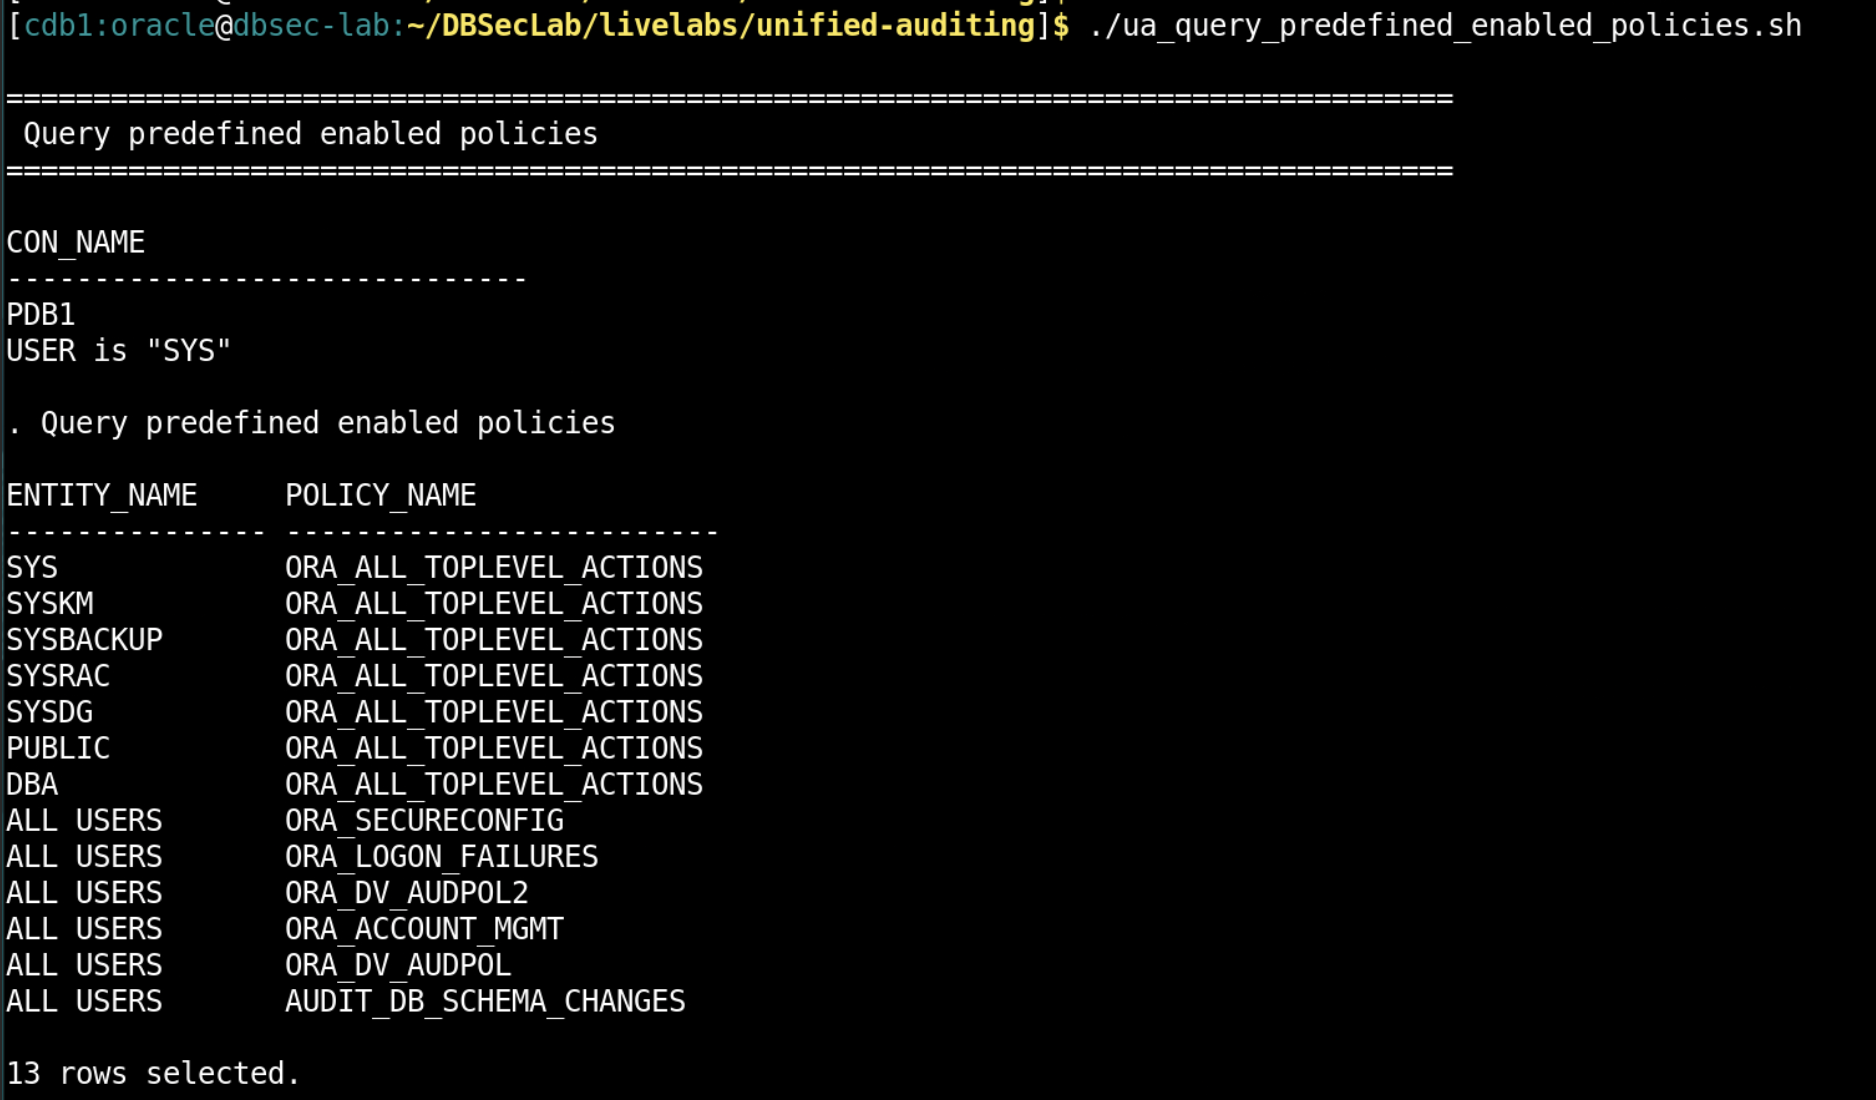 [cdb1:oracle@dbsec-lab:~/DBSecLab/livelabs/unified-auditing]$ ./ua_query_predefined_enabled_policies.sh
===================================================================================
 Query predefined enabled policies
===================================================================================
CON_NAME
------------------------------
PDB1
USER is "SYS"
. Query predefined enabled policies
ENTITY_NAME     POLICY_NAME
--------------- -------------------------
SYS             ORA_ALL_TOPLEVEL_ACTIONS
SYSKM           ORA_ALL_TOPLEVEL_ACTIONS
SYSBACKUP       ORA_ALL_TOPLEVEL_ACTIONS
SYSRAC          ORA_ALL_TOPLEVEL_ACTIONS
SYSDG           ORA_ALL_TOPLEVEL_ACTIONS
PUBLIC          ORA_ALL_TOPLEVEL_ACTIONS
DBA             ORA_ALL_TOPLEVEL_ACTIONS
ALL USERS       ORA_SECURECONFIG
ALL USERS       ORA_LOGON_FAILURES
ALL USERS       ORA_DV_AUDPOL2
ALL USERS       ORA_ACCOUNT_MGMT
ALL USERS       ORA_DV_AUDPOL
ALL USERS       AUDIT_DB_SCHEMA_CHANGES
13 rows selected.